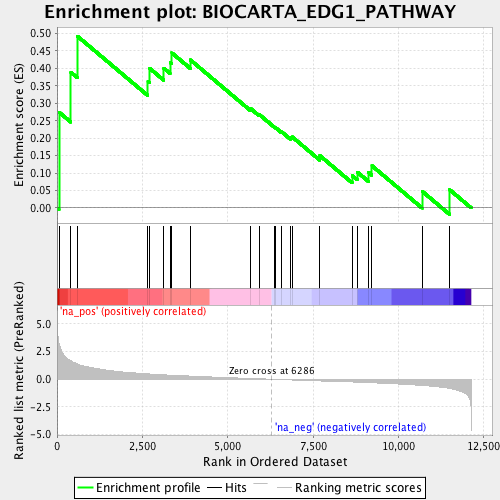 Enrichment plot: BIOCARTA_EDG1_PATHWAY
Enrichment score (ES)
0.50
0.45
0.40
0.35
0.30
0.25
0.20
0.15
0.10
0.05
0.00
'na_pos' (positively correlated)
Ranked list metric (PreRanked)
5.0
2.5
0.0
-2.5
-5.0
Zero cross at 6286
'na_neg' (negatively correlated)
0 2,500 5,000 7,500 10,000 12,500
Rank in Ordered Dataset
Enrichment profile Hits Ranking metric scores